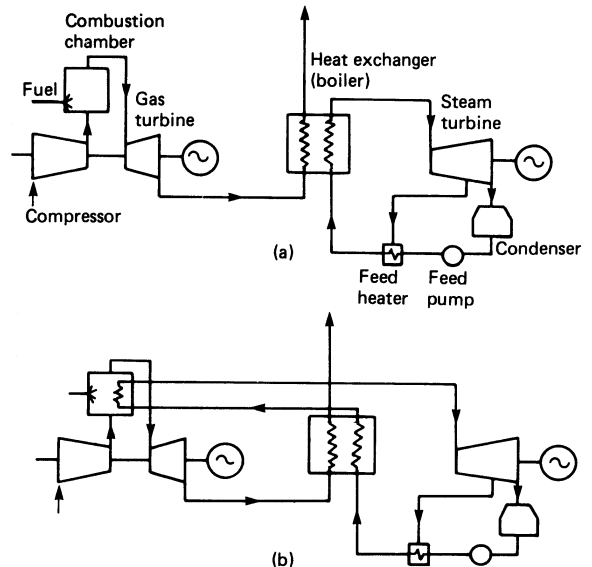 Combustion
chamber
Fuel
Gas
turbine
Compressor
Heat exchanger
(boiler)
Steam
turbine
Condenser
Feed
heater
Feed
pump
(a)
(b)